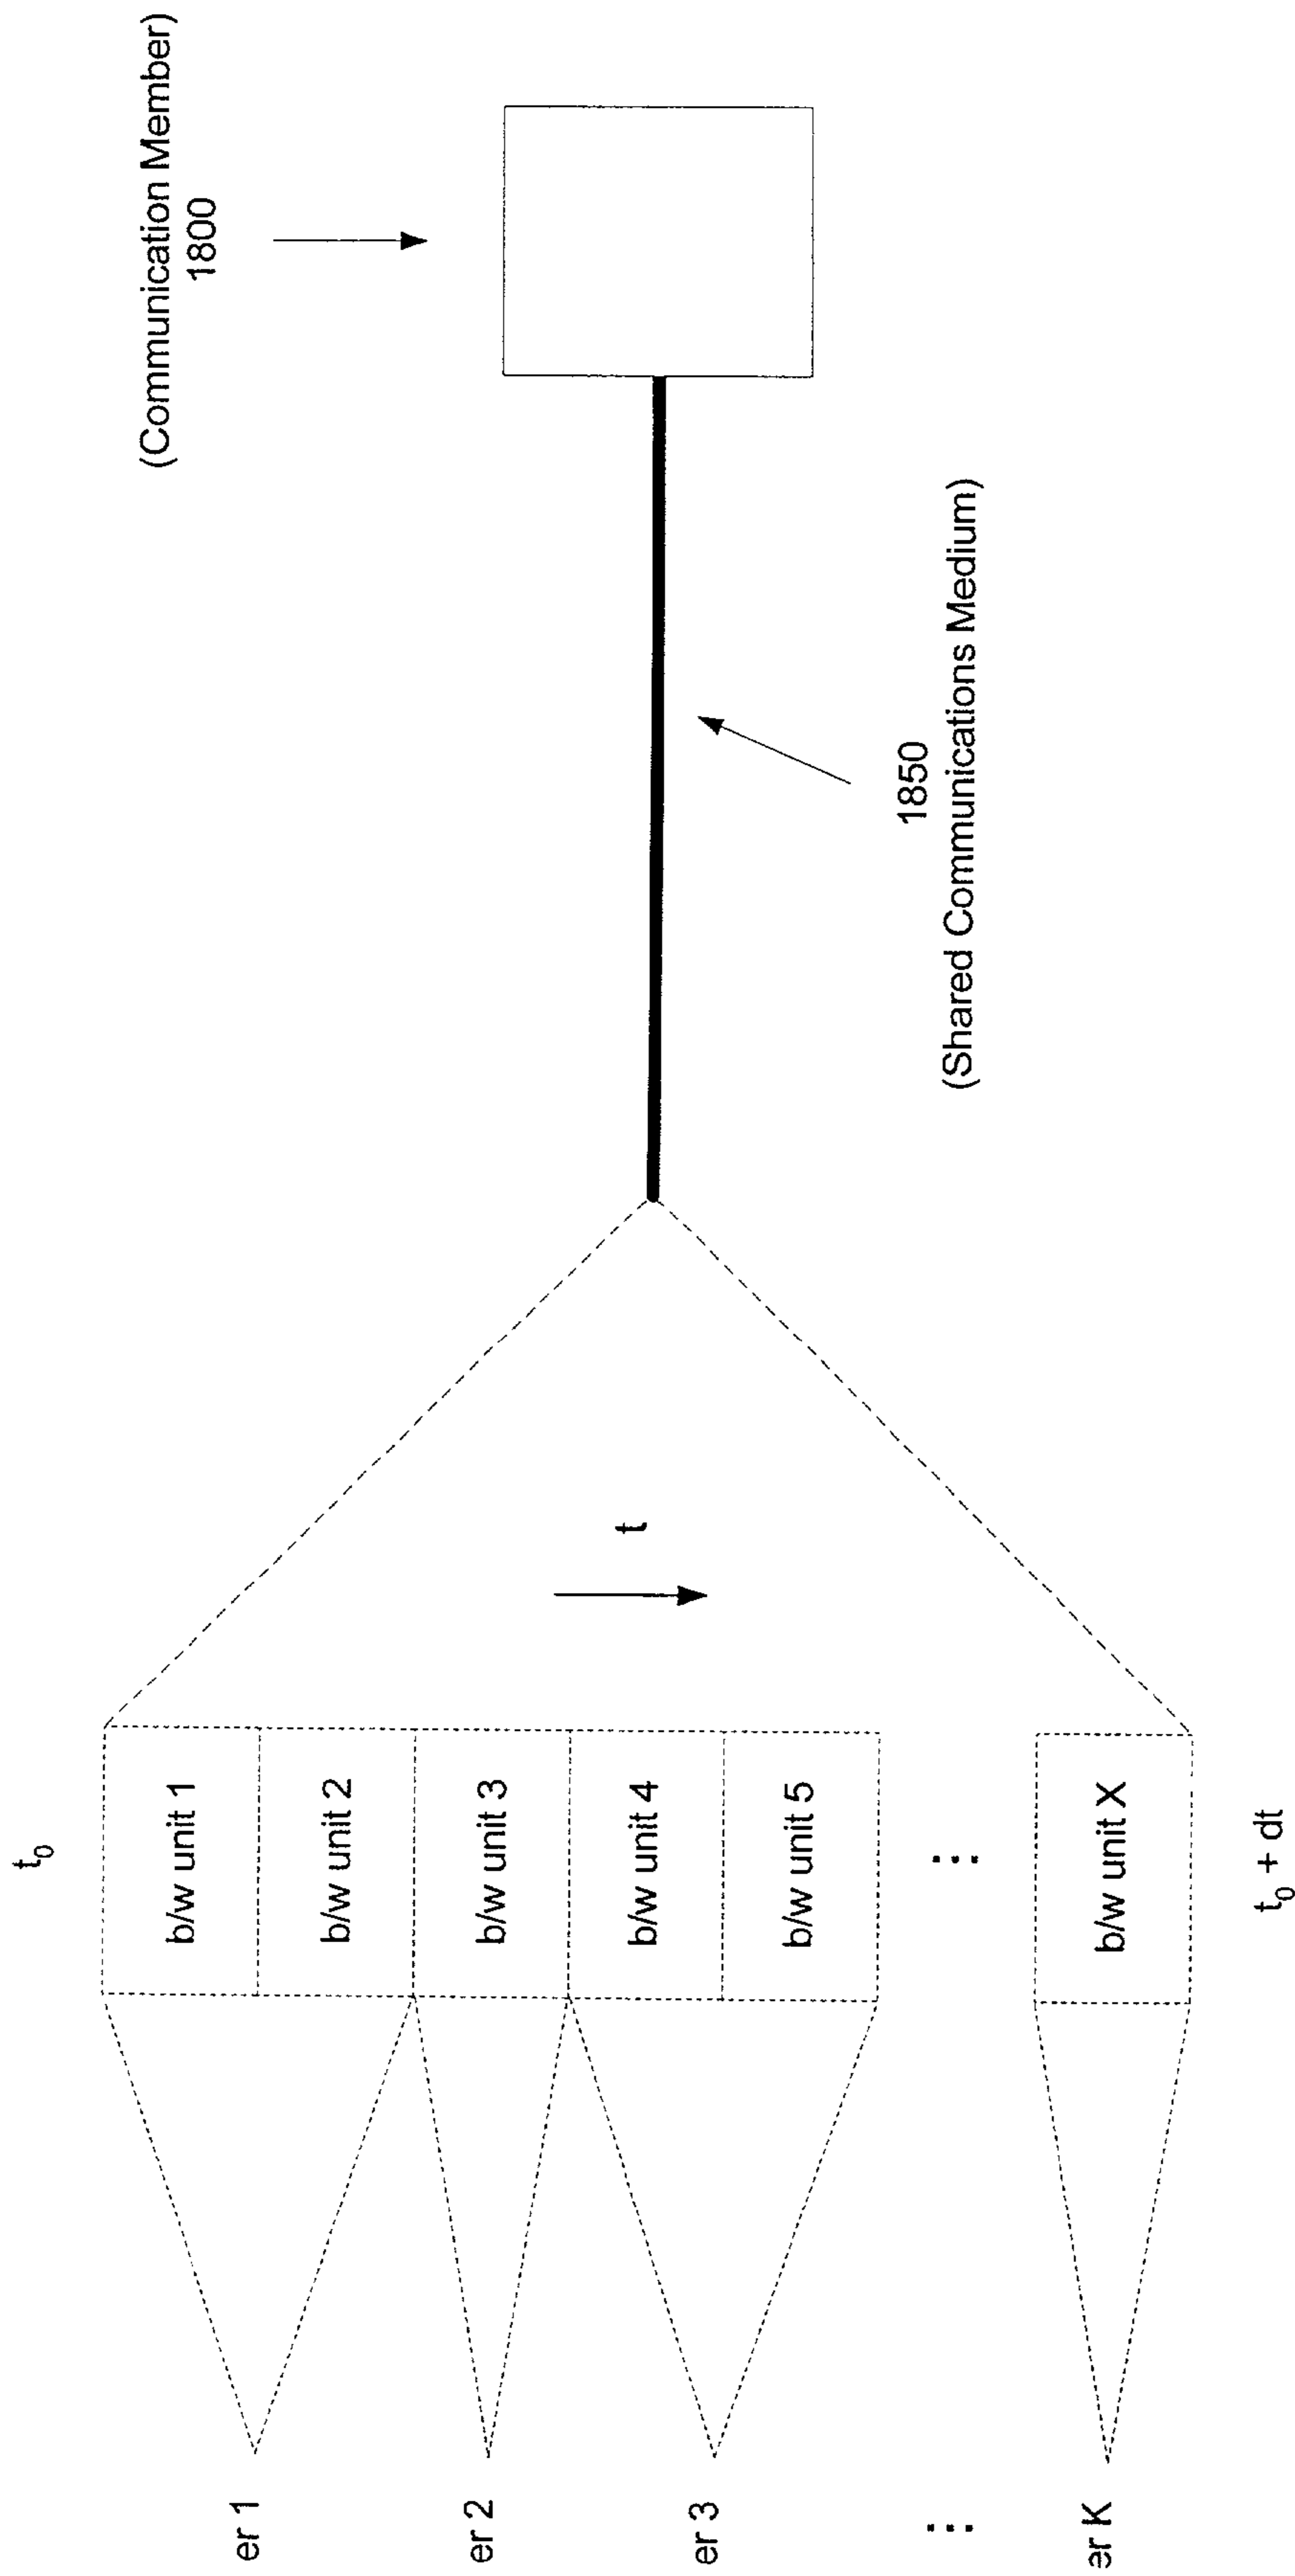 (Communication Member)
1800
1850
(Shared Communications Medium)
t
t₀
b/w unit 1
b/w unit 2
b/w unit 3
b/w unit 4
b/w unit 5
⋮
b/w unit X
t₀ + dt
er 1
er 2
er 3
⋮
er K